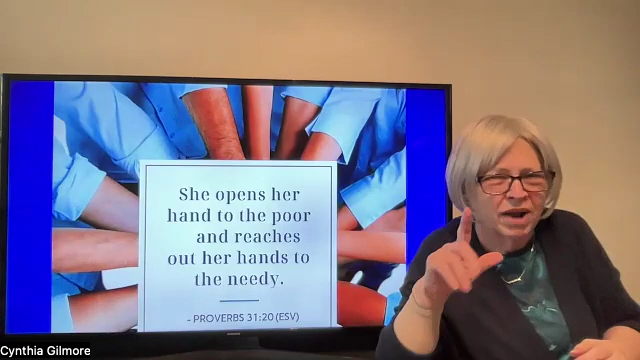 She opens her
hand to the poor
and reaches
out her hands to
the needy.
- PROVERBS 31:20 (ESV)
Cynthia Gilmore